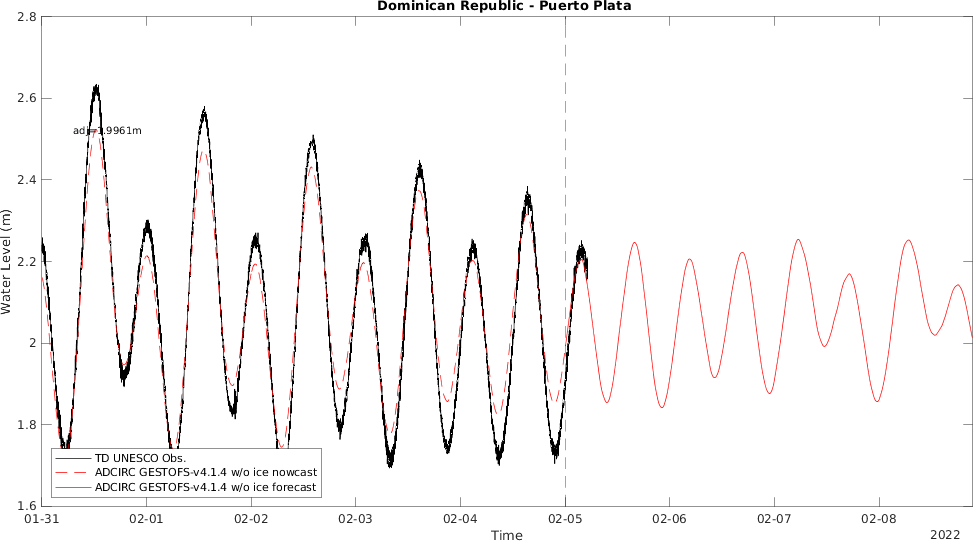 Dominican Republic - Puerto Plata
2.8
2.6
2.4
2.2
2
1.8
1.6
Water Level (m)
adj=1.9961m
TD UNESCO Obs.
ADCIRC GESTOFS-v4.1.4 w/o ice nowcast
ADCIRC GESTOFS-v4.1.4 w/o ice forecast
01-31 02-01 02-02 02-03 02-04 02-05 02-06 02-07 02-08
Time
2022